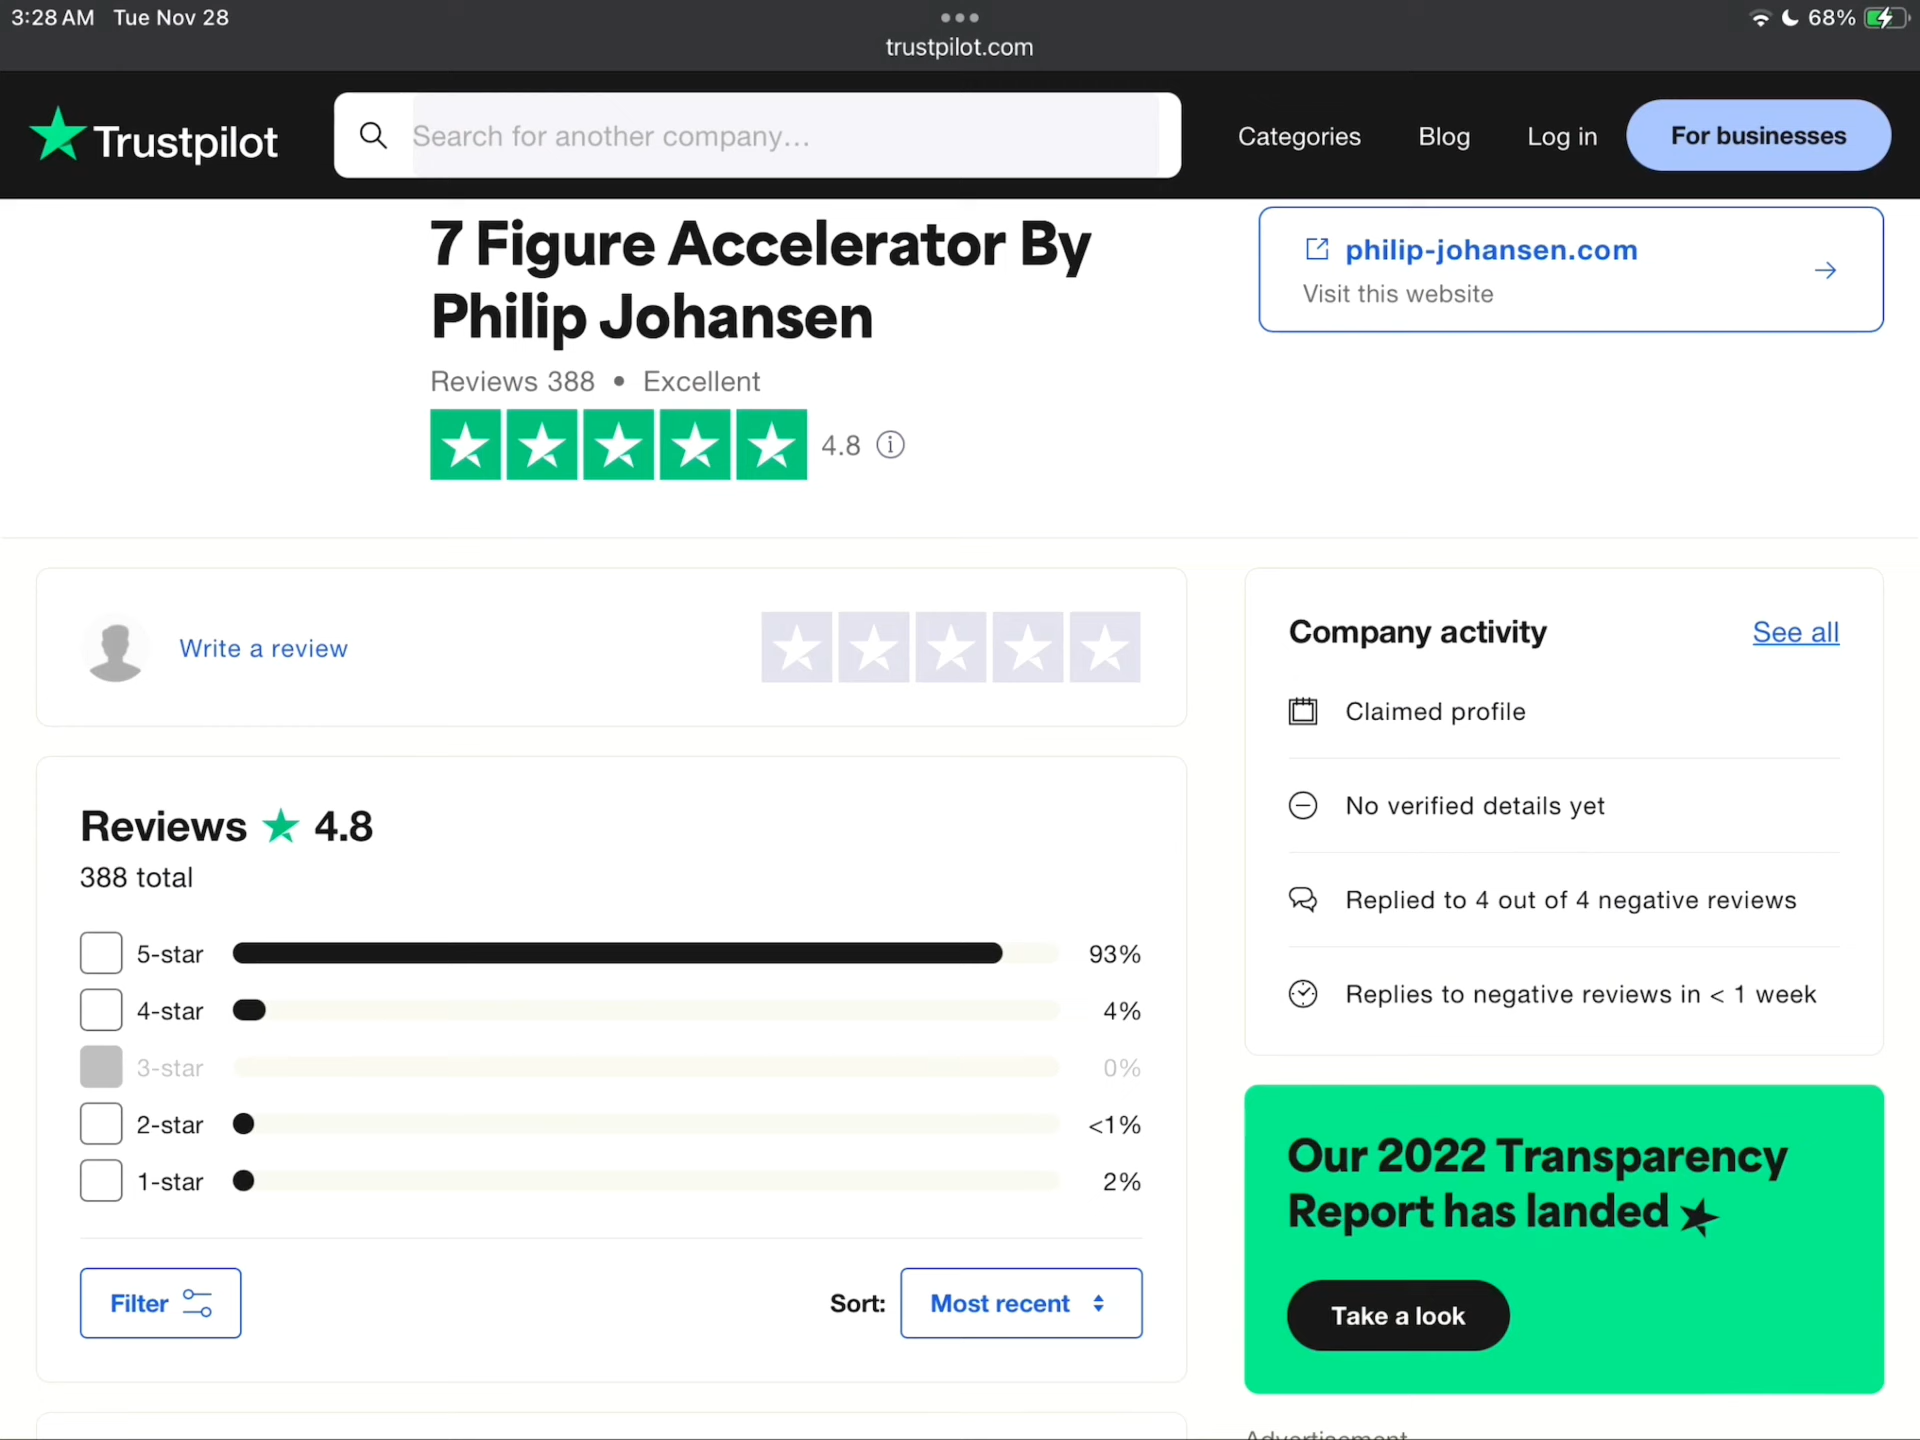 3:28 AM Tue Nov 28
68%
trustpilot.com
Trustpilot
Search for another company...
Categories
Blog
Log in
For businesses
7 Figure Accelerator By
Philip Johansen
Reviews 388 • Excellent
4.8
philip-johansen.com
Visit this website
Write a review
Reviews 4.8
388 total
5-star 93%
4-star 4%
3-star 0%
2-star <1%
1-star 2%
Filter
Sort: Most recent
Company activity
See all
Claimed profile
No verified details yet
Replied to 4 out of 4 negative reviews
Replies to negative reviews in < 1 week
Our 2022 Transparency
Report has landed
Take a look
Advertisement